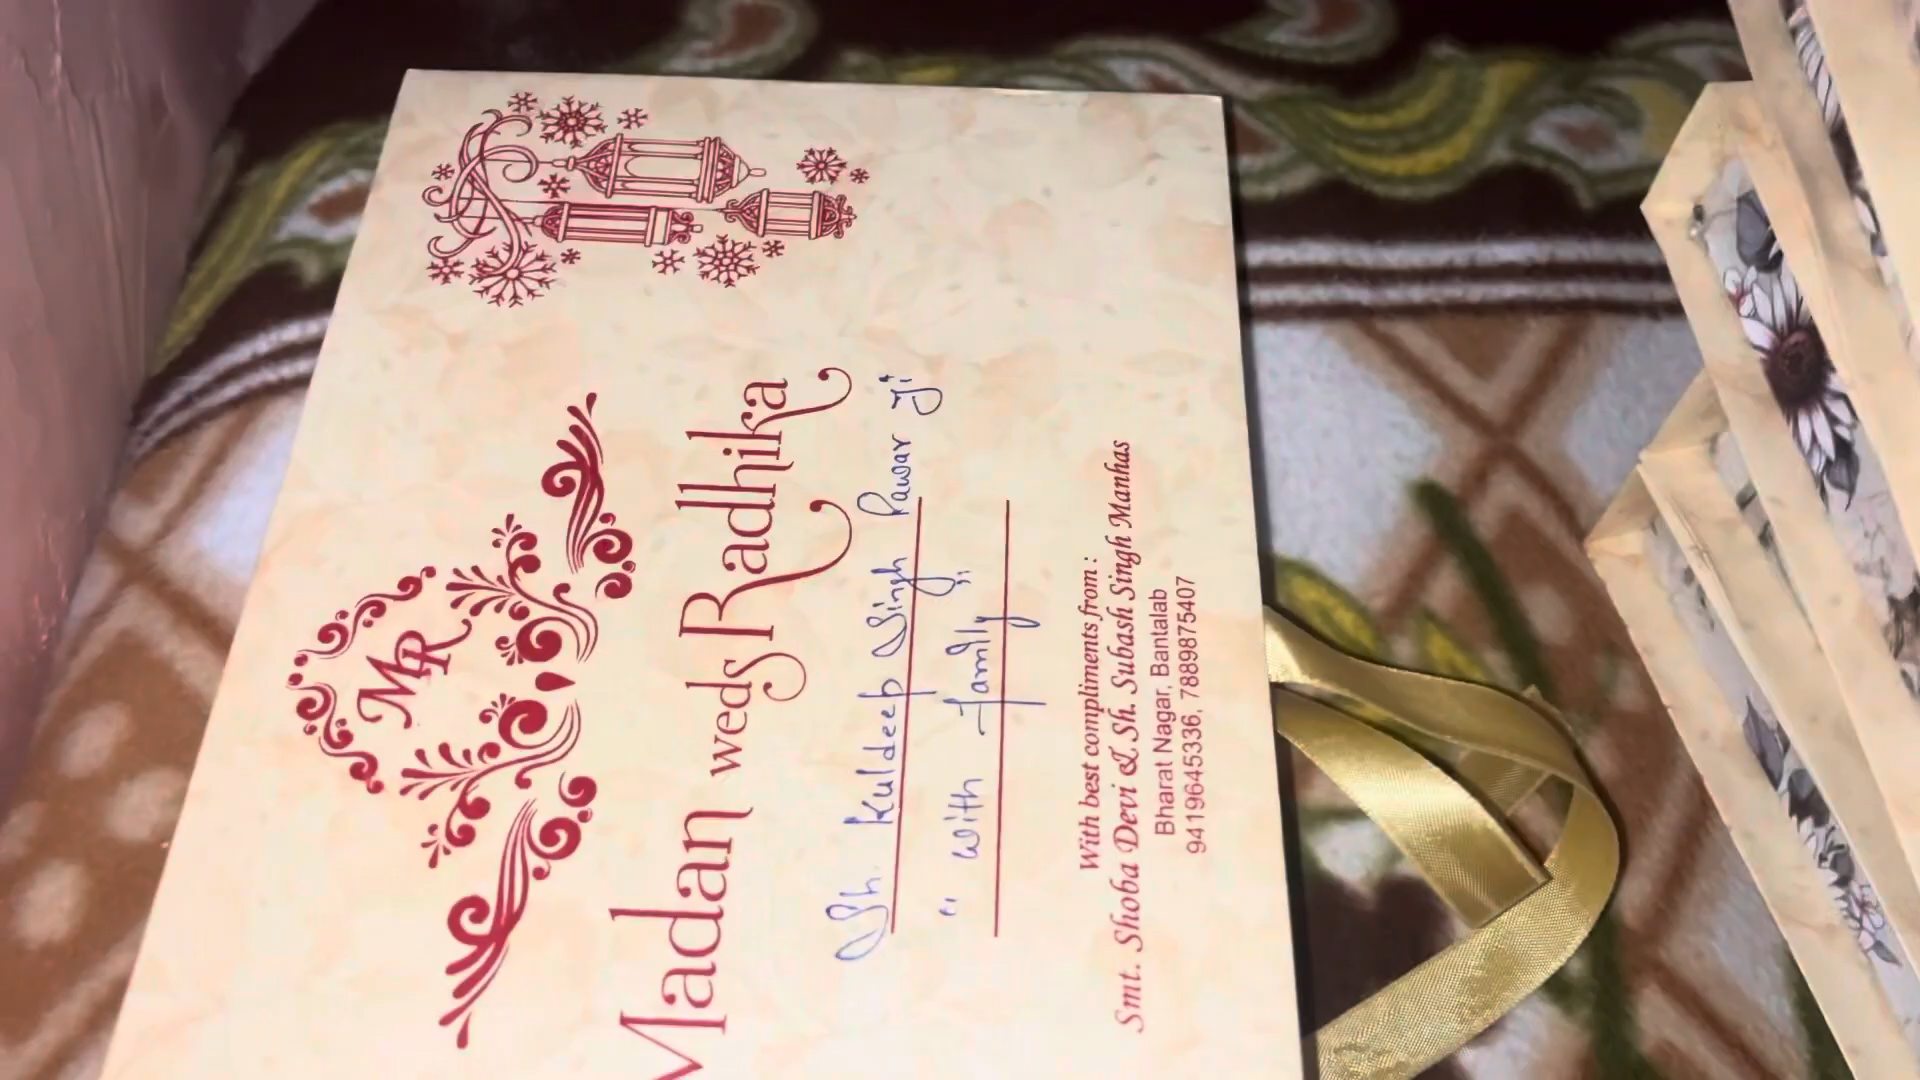 MR
Madan weds Radhika
Sh. Kuldeep Singh Pawar Ji
" with family "
With best compliments from :
Smt. Shoba Devi & Sh. Subash Singh Manhas
Bharat Nagar, Bantalab
9419645336, 7889875407